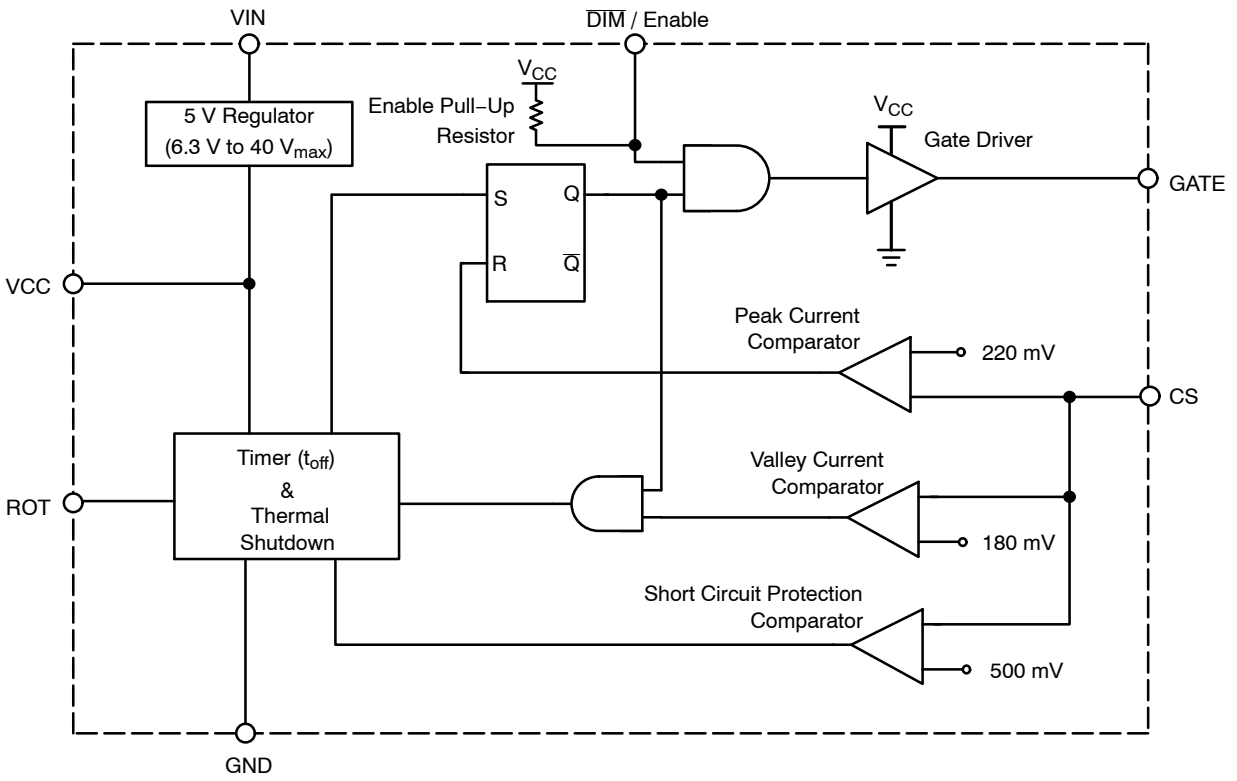 VIN
D̅I̅M̅ / Enable
VCC
Enable Pull−Up
Resistor
5 V Regulator
(6.3 V to 40 Vmax)
VCC
Gate Driver
GATE
S
Q
R
Q̅
VCC
Peak Current
Comparator
220 mV
CS
Timer (toff)
&
Thermal
Shutdown
ROT
Valley Current
Comparator
180 mV
Short Circuit Protection
Comparator
500 mV
GND